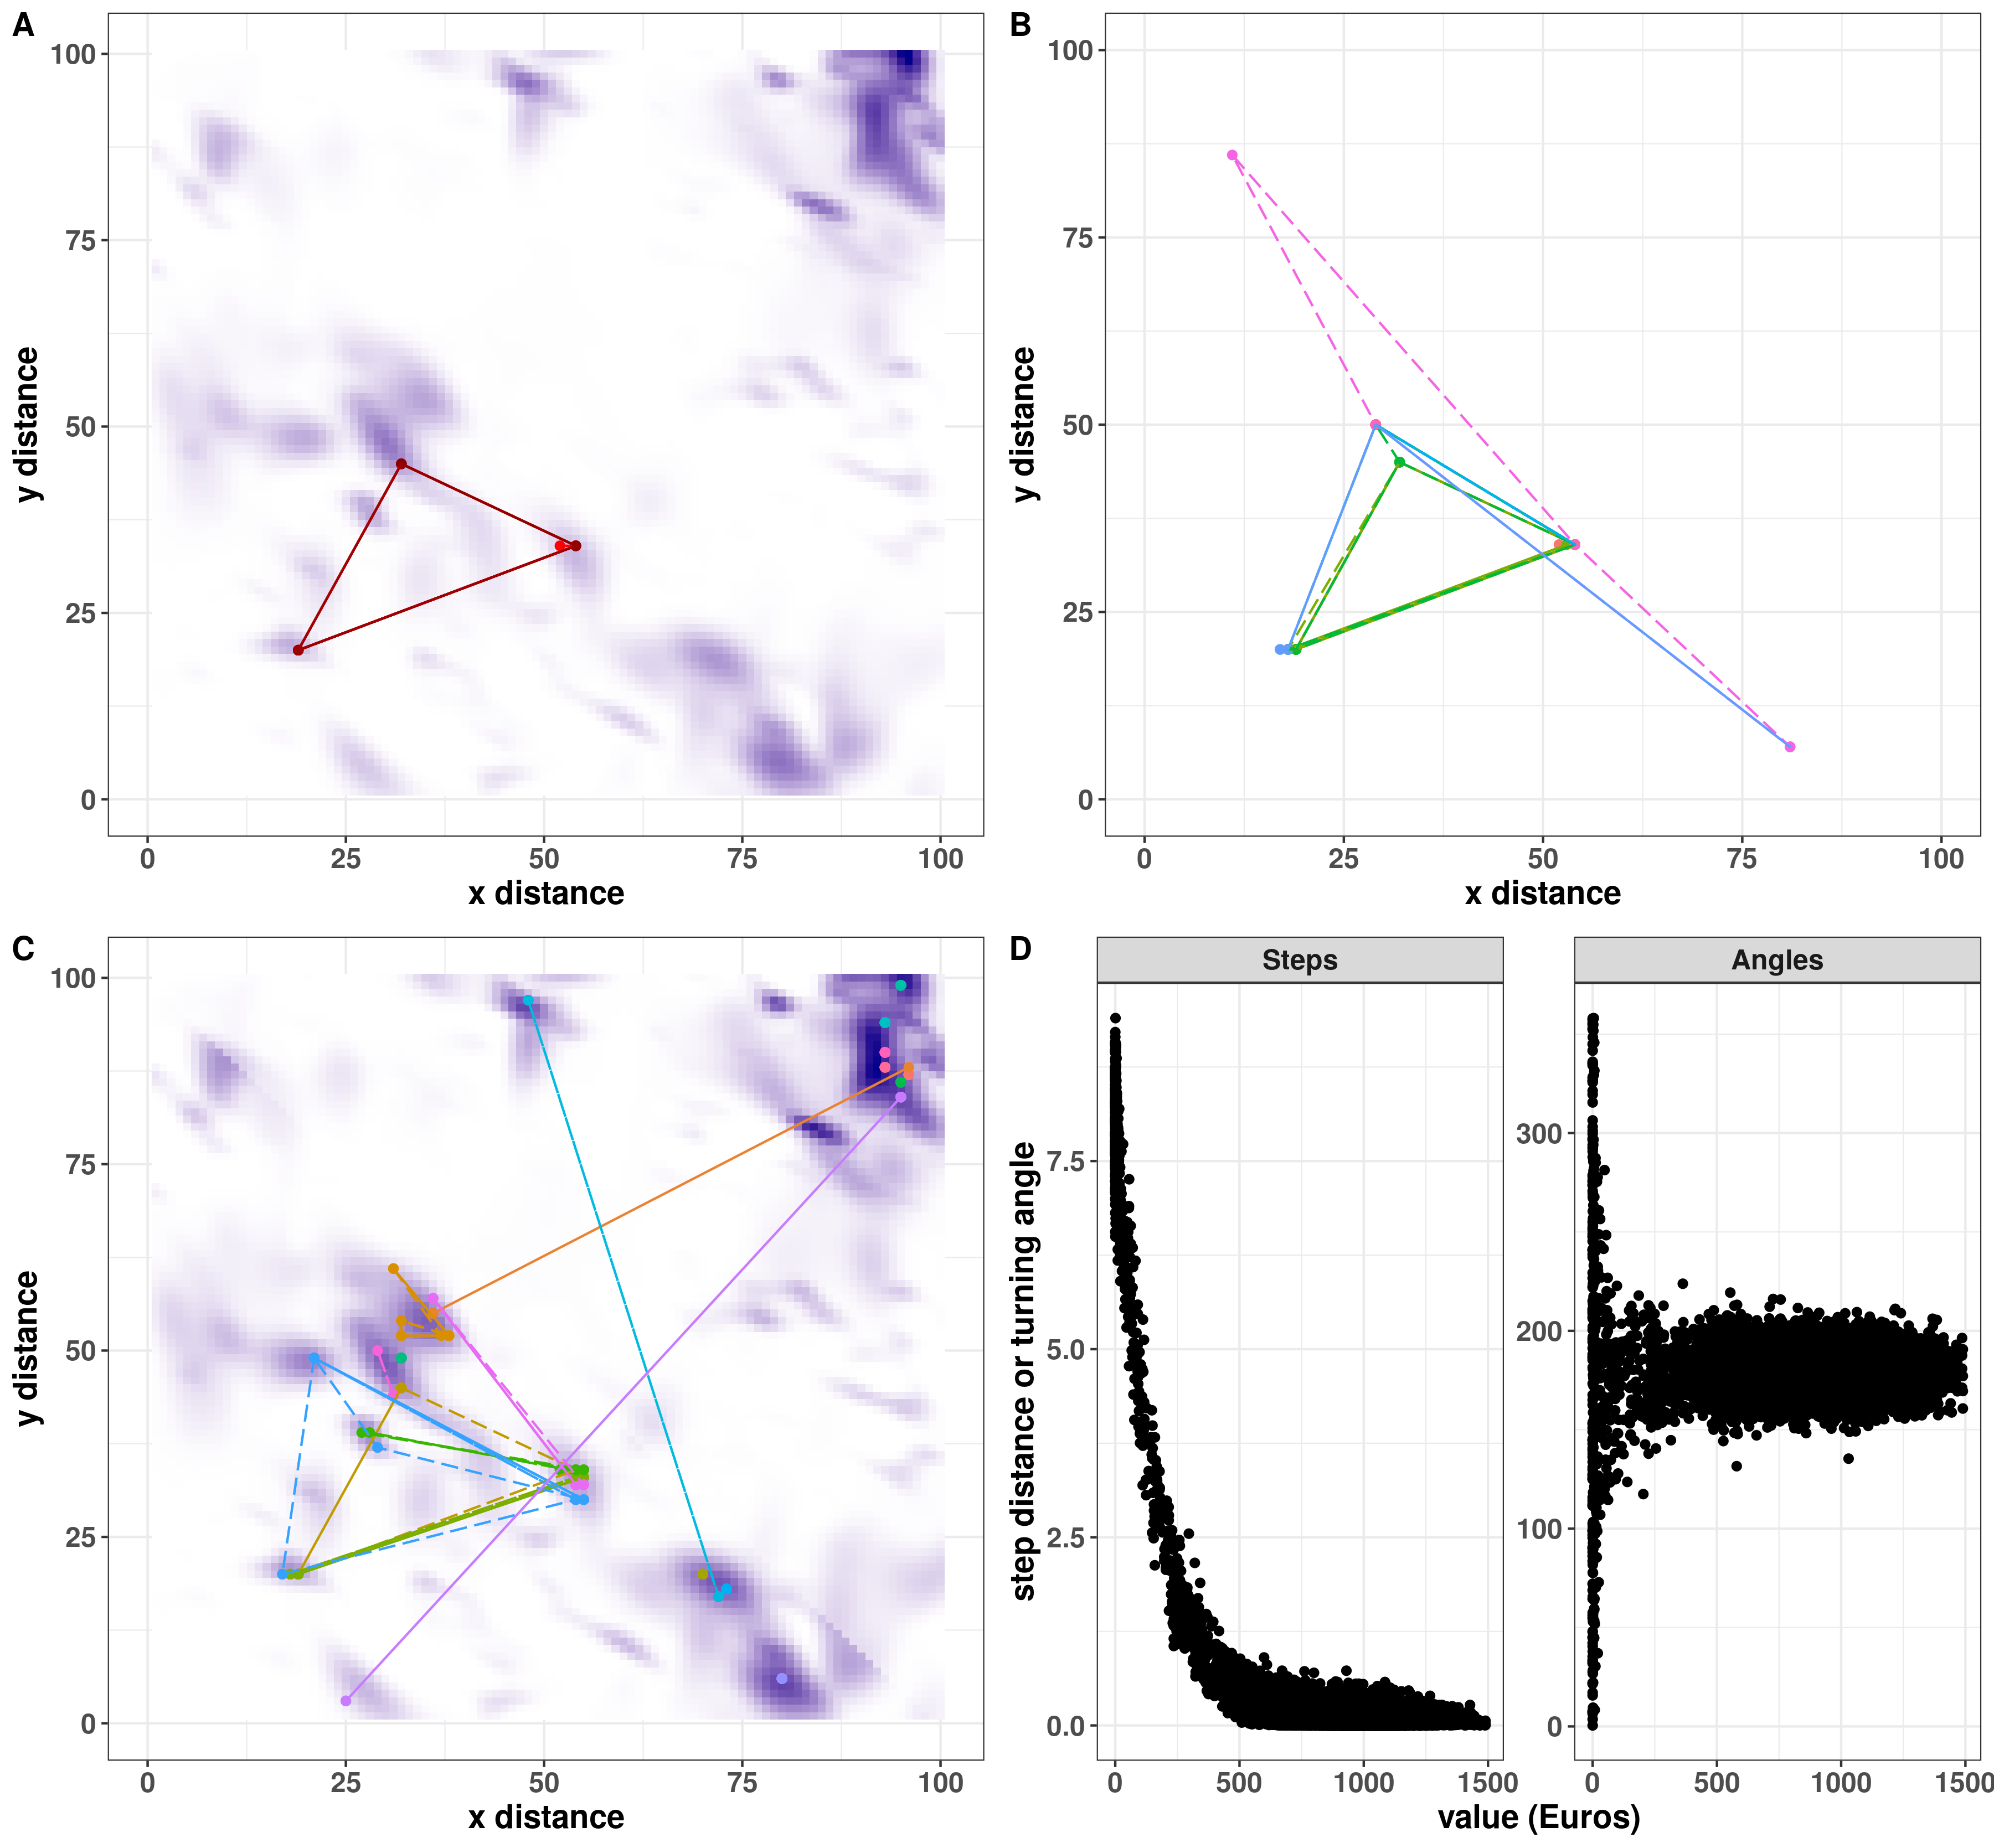 A
100
75
50
25
0
y distance
0 25 50 75 100
x distance
B
100
75
50
25
0
y distance
0 25 50 75 100
x distance
C
100
75
50
25
0
y distance
0 25 50 75 100
x distance
D
Steps
Angles
step distance or turning angle
7.5
5.0
2.5
0.0
300
200
100
0
0 500 1000 1500
0 500 1000 1500
value (Euros)